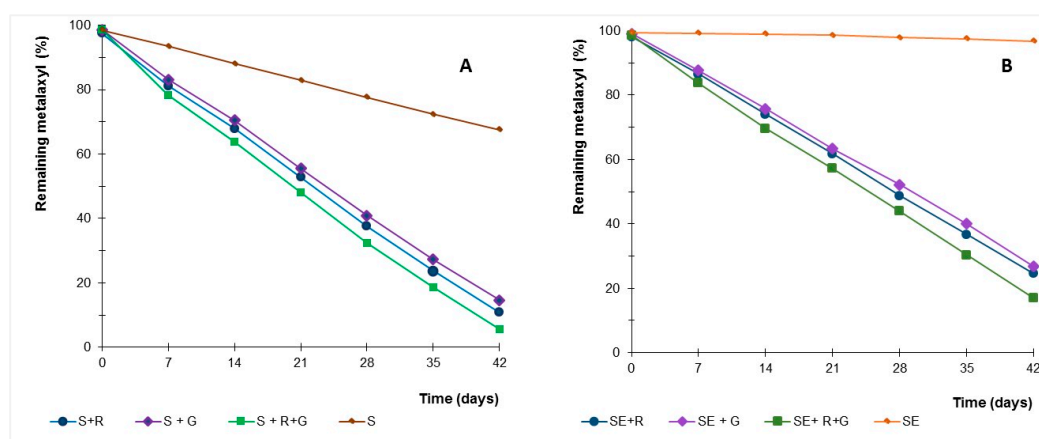 100
80
60
40
20
0
Remaining metalaxyl (%)
A
0 7 14 21 28 35 42
Time (days)
S+R S + G S + R+G S
100
80
60
40
20
0
Remaining metalaxyl (%)
B
0 7 14 21 28 35 42
Time (days)
SE+R SE + G SE+ R+G SE